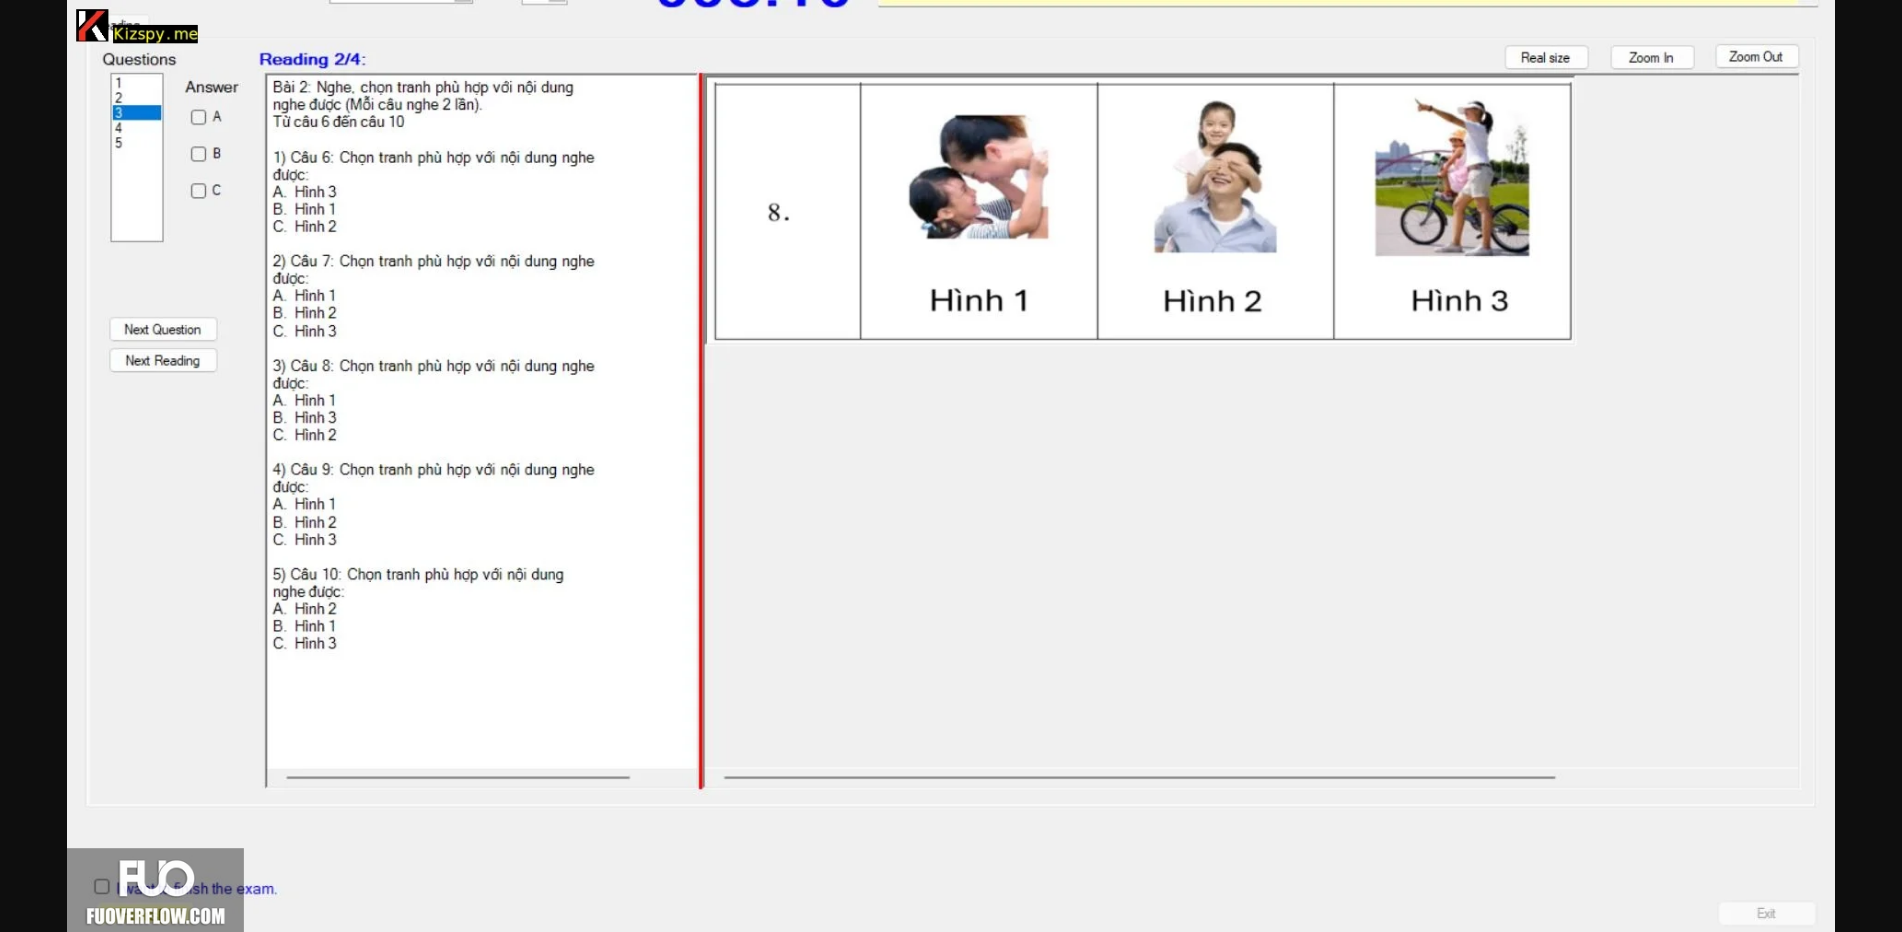 Kizspy.me
Questions
Reading 2/4:
Real size
Zoom In
Zoom Out
1
2
3
4
5
Answer
A
B
C
Next Question
Next Reading
Bài 2: Nghe, chọn tranh phù hợp với nội dung
nghe được (Mỗi câu nghe 2 lần).
Từ câu 6 đến câu 10
1) Câu 6: Chọn tranh phù hợp với nội dung nghe
được:
A. Hình 3
B. Hình 1
C. Hình 2
2) Câu 7: Chọn tranh phù hợp với nội dung nghe
được:
A. Hình 1
B. Hình 2
C. Hình 3
3) Câu 8: Chọn tranh phù hợp với nội dung nghe
được:
A. Hình 1
B. Hình 3
C. Hình 2
4) Câu 9: Chọn tranh phù hợp với nội dung nghe
được:
A. Hình 1
B. Hình 2
C. Hình 3
5) Câu 10: Chọn tranh phù hợp với nội dung
nghe được:
A. Hình 2
B. Hình 1
C. Hình 3
8.
Hình 1
Hình 2
Hình 3
FUO
the exam.
FUOVERFLOW.COM
Exit